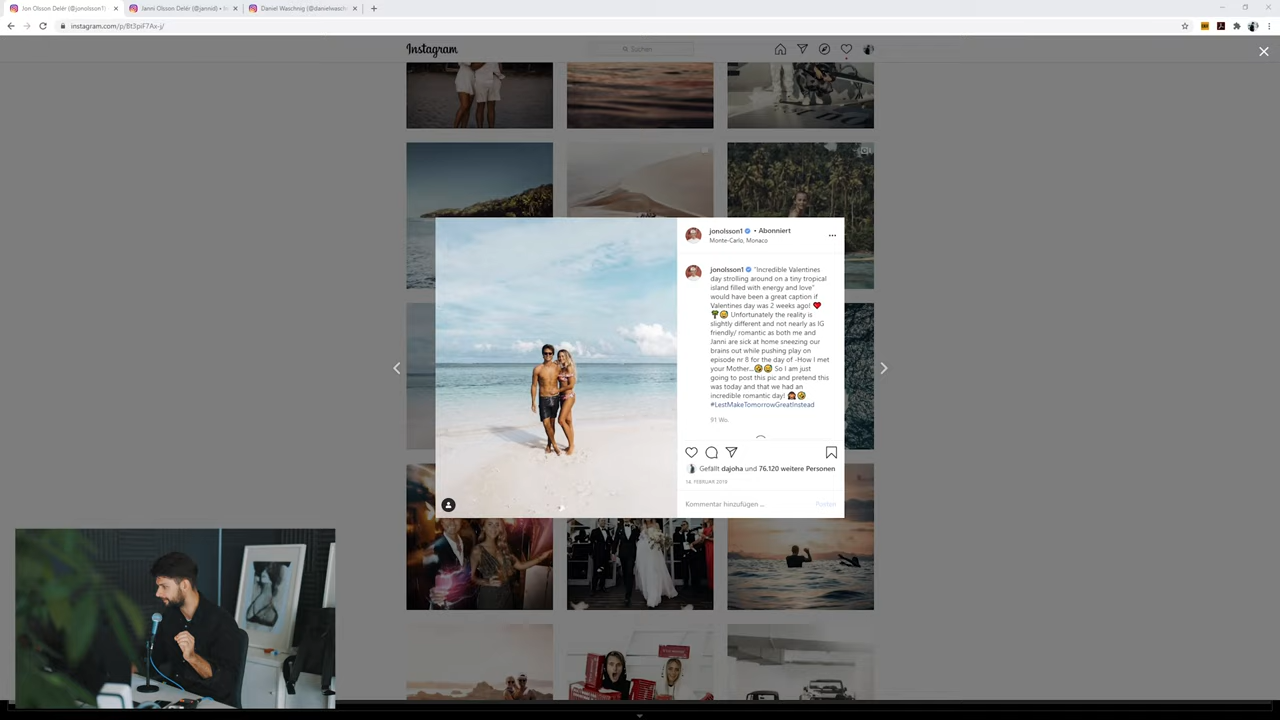 Jon Olsson Delér (@jonolsson1) •
Janni Olsson Delér (@jannid) •
Daniel Waschnig (@danielwasch
instagram.com/p/Bt3piF7Ax-j/
Instagram
Suchen
jonolsson1 • Abonniert
Monte-Carlo, Monaco
jonolsson1 "Incredible Valentines
day strolling around on a tiny tropical
island filled with energy and love"
would have been a great caption if
Valentines day was 2 weeks ago! ❤️
🌴😅 Unfortunately the reality is
slightly different and not nearly as IG
friendly/ romantic as both me and
Janni are sick at home sneezing our
brains out while pushing play on
episode nr 8 for the day of -How I met
your Mother... So I am just
going to post this pic and pretend this
was today and that we had an
incredible romantic day!
#LestMakeTomorrowGreatInstead
91 Wo.
Gefällt dajoha und 76.120 weitere Personen
14. FEBRUAR 2019
Kommentar hinzufügen ...
Posten